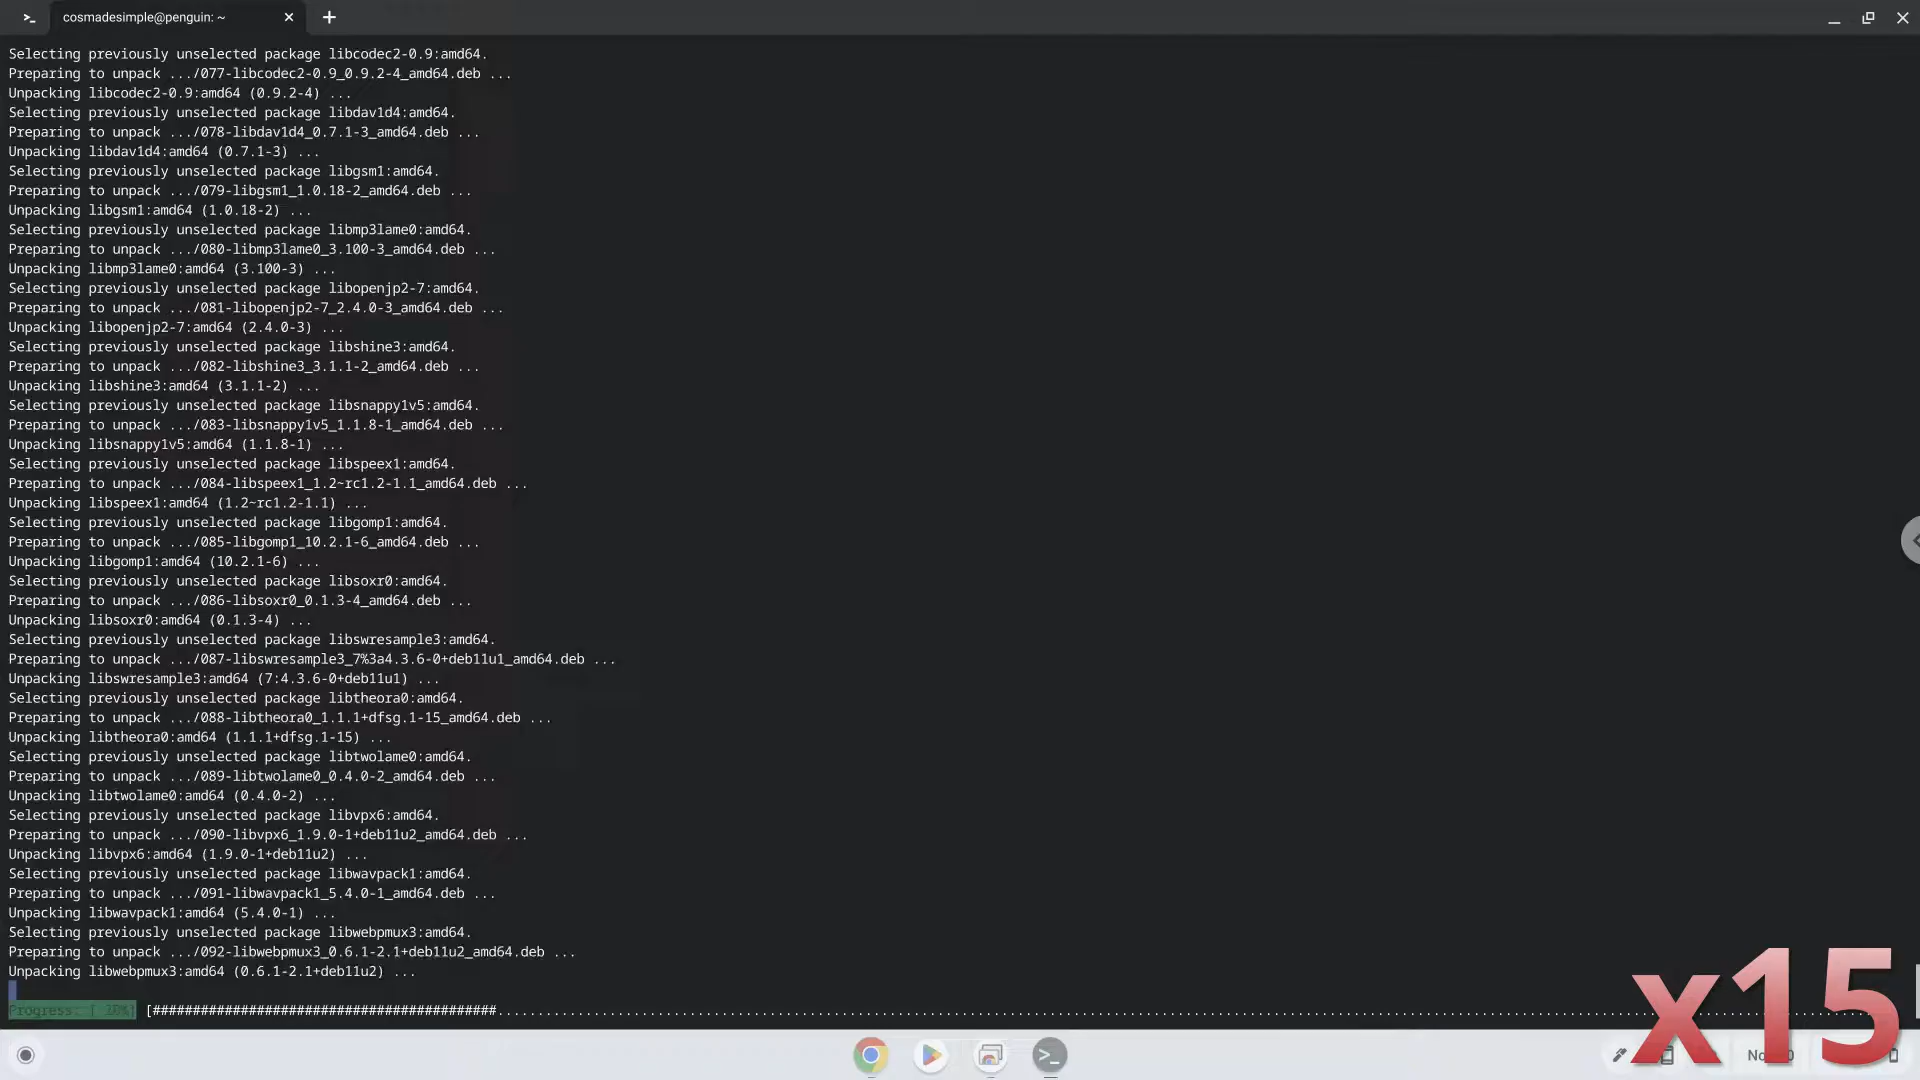 cosmadesimple@penguin: ~
Selecting previously unselected package libcodec2-0.9:amd64.
Preparing to unpack .../077-libcodec2-0.9_0.9.2-4_amd64.deb ...
Unpacking libcodec2-0.9:amd64 (0.9.2-4) ...
Selecting previously unselected package libdav1d4:amd64.
Preparing to unpack .../078-libdav1d4_0.7.1-3_amd64.deb ...
Unpacking libdav1d4:amd64 (0.7.1-3) ...
Selecting previously unselected package libgsm1:amd64.
Preparing to unpack .../079-libgsm1_1.0.18-2_amd64.deb ...
Unpacking libgsm1:amd64 (1.0.18-2) ...
Selecting previously unselected package libmp3lame0:amd64.
Preparing to unpack .../080-libmp3lame0_3.100-3_amd64.deb ...
Unpacking libmp3lame0:amd64 (3.100-3) ...
Selecting previously unselected package libopenjp2-7:amd64.
Preparing to unpack .../081-libopenjp2-7_2.4.0-3_amd64.deb ...
Unpacking libopenjp2-7:amd64 (2.4.0-3) ...
Selecting previously unselected package libshine3:amd64.
Preparing to unpack .../082-libshine3_3.1.1-2_amd64.deb ...
Unpacking libshine3:amd64 (3.1.1-2) ...
Selecting previously unselected package libsnappy1v5:amd64.
Preparing to unpack .../083-libsnappy1v5_1.1.8-1_amd64.deb ...
Unpacking libsnappy1v5:amd64 (1.1.8-1) ...
Selecting previously unselected package libspeex1:amd64.
Preparing to unpack .../084-libspeex1_1.2~rc1.2-1.1_amd64.deb ...
Unpacking libspeex1:amd64 (1.2~rc1.2-1.1) ...
Selecting previously unselected package libgomp1:amd64.
Preparing to unpack .../085-libgomp1_10.2.1-6_amd64.deb ...
Unpacking libgomp1:amd64 (10.2.1-6) ...
Selecting previously unselected package libsoxr0:amd64.
Preparing to unpack .../086-libsoxr0_0.1.3-4_amd64.deb ...
Unpacking libsoxr0:amd64 (0.1.3-4) ...
Selecting previously unselected package libswresample3:amd64.
Preparing to unpack .../087-libswresample3_7%3a4.3.6-0+deb11u1_amd64.deb ...
Unpacking libswresample3:amd64 (7:4.3.6-0+deb11u1) ...
Selecting previously unselected package libtheora0:amd64.
Preparing to unpack .../088-libtheora0_1.1.1+dfsg.1-15_amd64.deb ...
Unpacking libtheora0:amd64 (1.1.1+dfsg.1-15) ...
Selecting previously unselected package libtwolame0:amd64.
Preparing to unpack .../089-libtwolame0_0.4.0-2_amd64.deb ...
Unpacking libtwolame0:amd64 (0.4.0-2) ...
Selecting previously unselected package libvpx6:amd64.
Preparing to unpack .../090-libvpx6_1.9.0-1+deb11u2_amd64.deb ...
Unpacking libvpx6:amd64 (1.9.0-1+deb11u2) ...
Selecting previously unselected package libwavpack1:amd64.
Preparing to unpack .../091-libwavpack1_5.4.0-1_amd64.deb ...
Unpacking libwavpack1:amd64 (5.4.0-1) ...
Selecting previously unselected package libwebpmux3:amd64.
Preparing to unpack .../092-libwebpmux3_0.6.1-2.1+deb11u2_amd64.deb ...
Unpacking libwebpmux3:amd64 (0.6.1-2.1+deb11u2) ...
Progress: [###########################################
x15